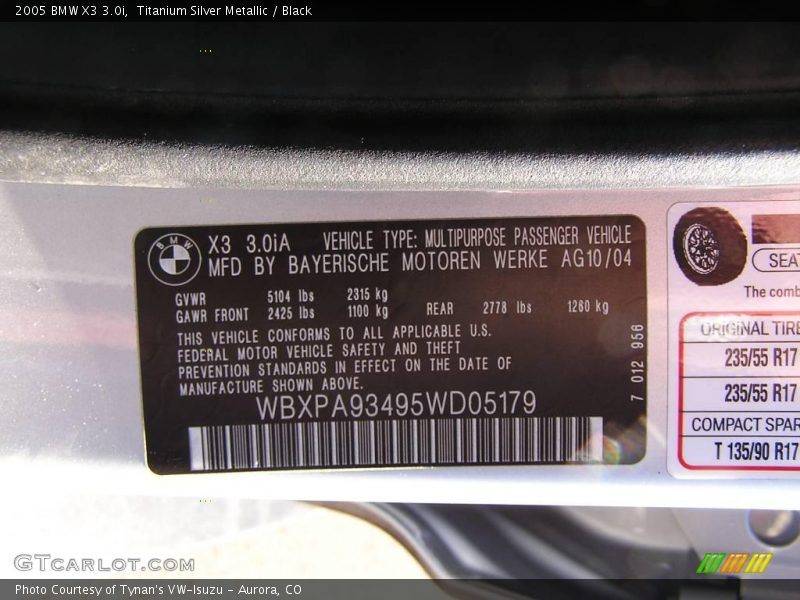 2005 BMW X3 3.0i,  Titanium Silver Metallic / Black
BMW
X3 3.0iA VEHICLE TYPE: MULTIPURPOSE PASSENGER VEHICLE
MFD BY BAYERISCHE MOTOREN WERKE AG10/04
GVWR 5104 lbs 2315 kg
GAWR FRONT 2425 lbs 1100 kg REAR 2778 lbs 1260 kg
THIS VEHICLE CONFORMS TO ALL APPLICABLE U.S.
FEDERAL MOTOR VEHICLE SAFETY AND THEFT
PREVENTION STANDARDS IN EFFECT ON THE DATE OF
MANUFACTURE SHOWN ABOVE.
WBXPA93495WD05179
7 012 956
SEAT
The comb
ORIGINAL TIRE
235/55 R17
235/55 R17
COMPACT SPAR
T 135/90 R17
GTCARLOT.COM
Photo Courtesy of Tynan's VW-Isuzu - Aurora, CO